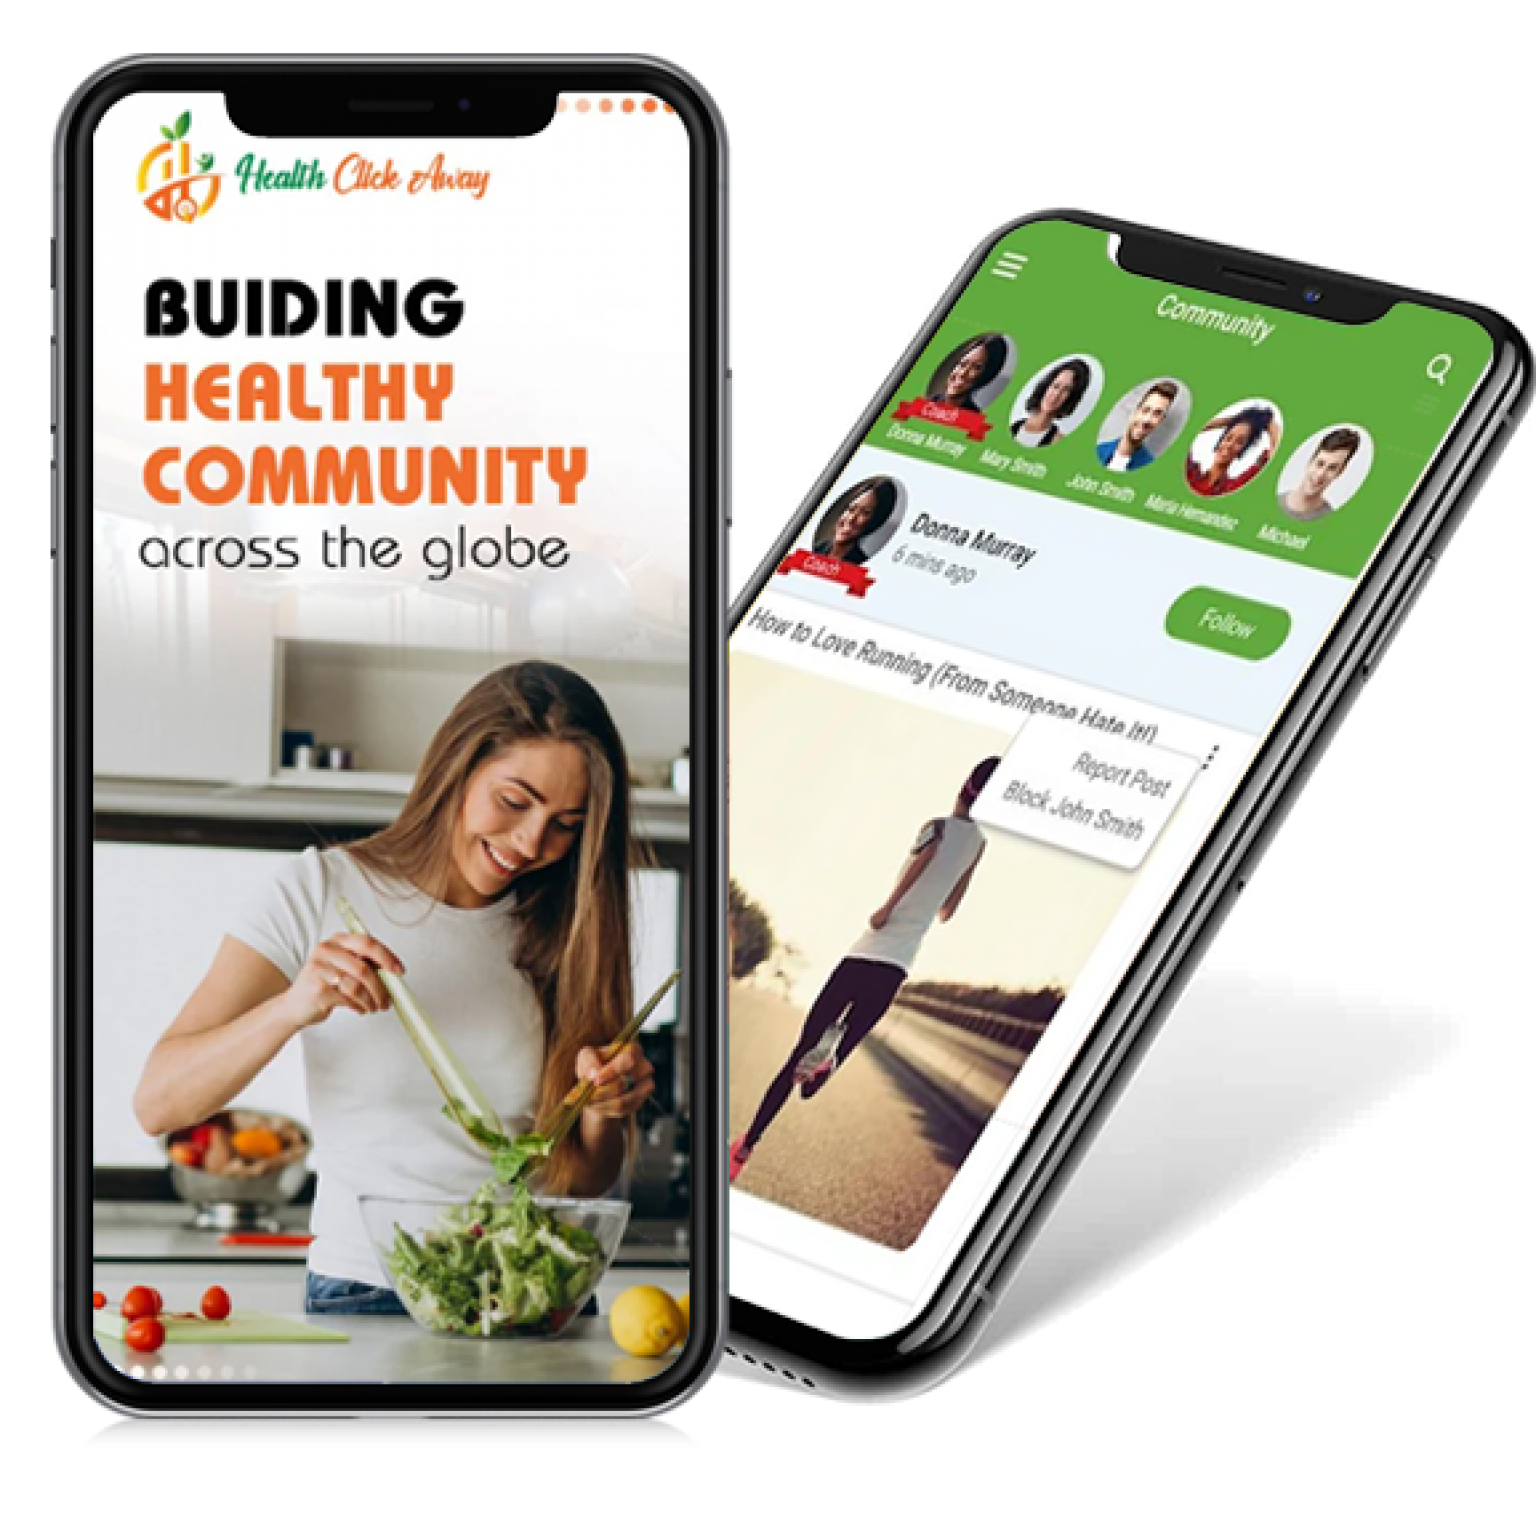 Health Click Away
BUIDING
HEALTHY
COMMUNITY
across the globe
Community
Coach
Donna Murray
Mary Smith
John Smith
Maria Hernandez
Michael
Donna Murray
6 mins ago
Coach
Follow
How to Love Running (From Someone Hate It!)
Report Post
Block John Smith